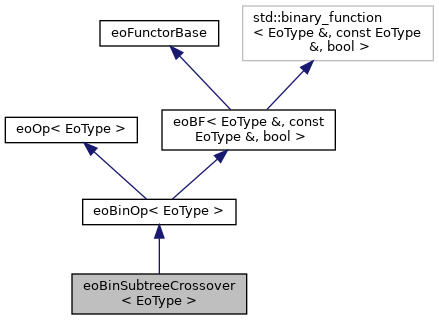 eoFunctorBase
std::binary_function
< EoType &, const EoType
&, bool >
eoOp< EoType >
eoBF< EoType &, const
EoType &, bool >
eoBinOp< EoType >
eoBinSubtreeCrossover
< EoType >